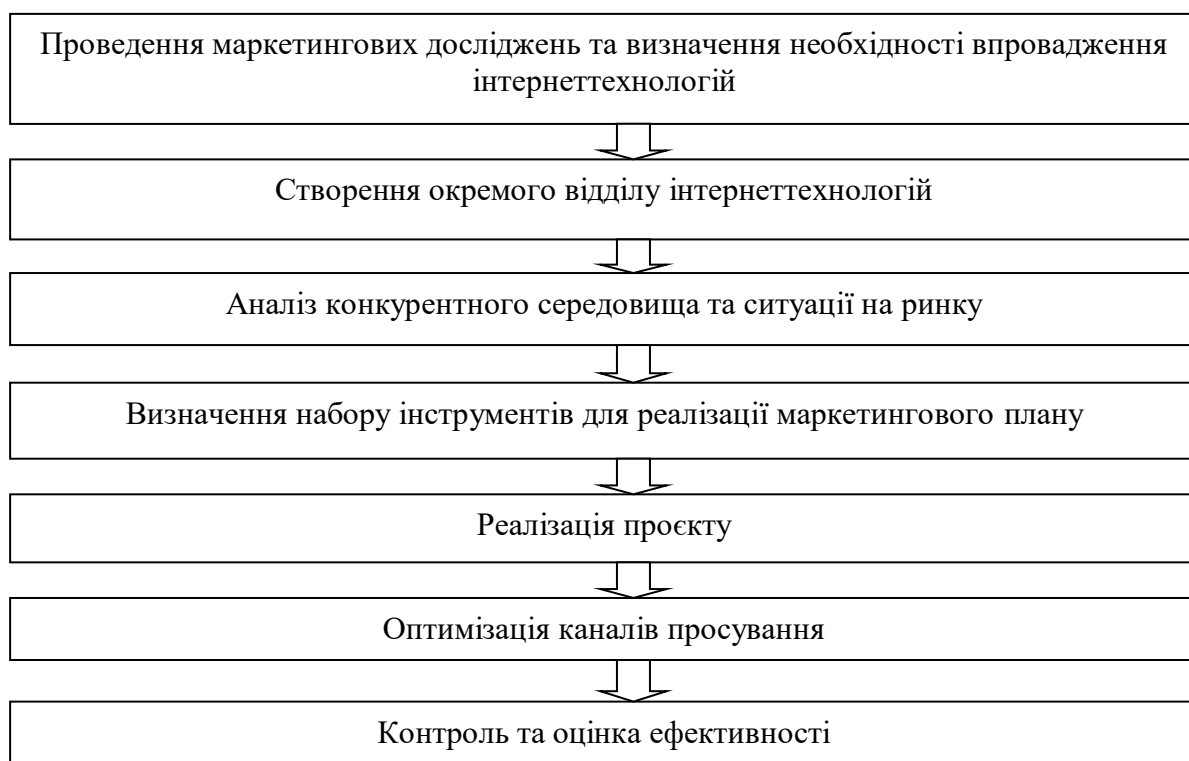 Проведення маркетингових досліджень та визначення необхідності впровадження
інтернеттехнологій
Створення окремого відділу інтернеттехнологій
Аналіз конкурентного середовища та ситуації на ринку
Визначення набору інструментів для реалізації маркетингового плану
Реалізація проєкту
Оптимізація каналів просування
Контроль та оцінка ефективності